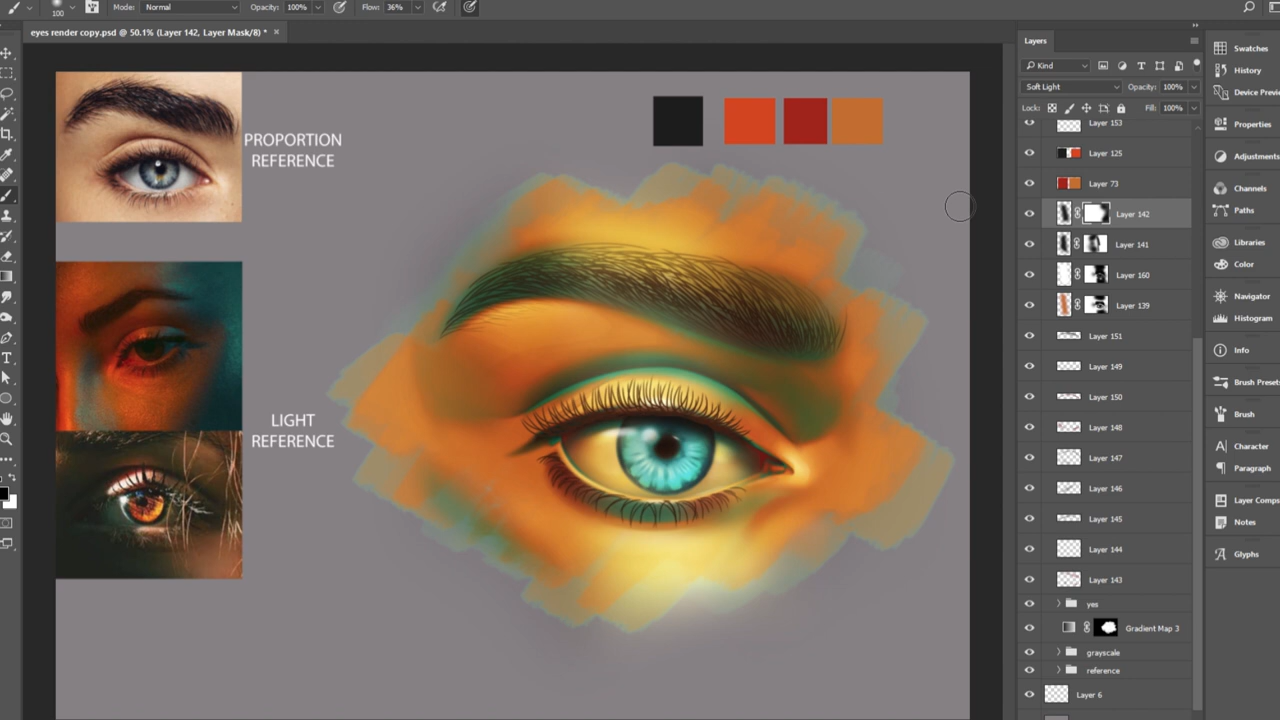 100
Mode:
Normal
Opacity:
100%
Flow:
36%
eyes render copy.psd @ 50.1% (Layer 142, Layer Mask/8) *
PROPORTION
REFERENCE
LIGHT
REFERENCE
Layers
Kind
Soft Light
Opacity:
100%
Lock:
Fill:
100%
Layer 153
Layer 125
Layer 73
Layer 142
Layer 141
Layer 160
Layer 139
Layer 151
Layer 149
Layer 150
Layer 148
Layer 147
Layer 146
Layer 145
Layer 144
Layer 143
yes
Gradient Map 3
grayscale
reference
Layer 6
Swatches
History
Device Previ
Properties
Adjustments
Channels
Paths
Libraries
Color
Navigator
Histogram
Info
Brush Presets
Brush
Character
Paragraph
Layer Comps
Notes
Glyphs